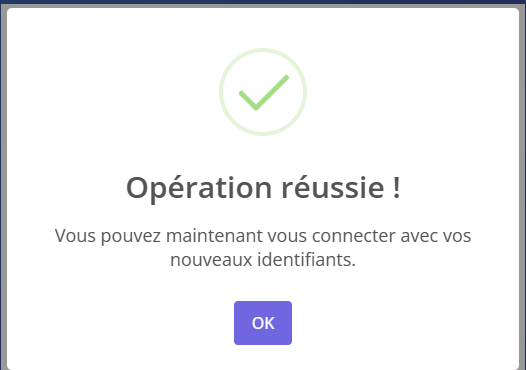 Opération réussie !
Vous pouvez maintenant vous connecter avec vos
nouveaux identifiants.
OK